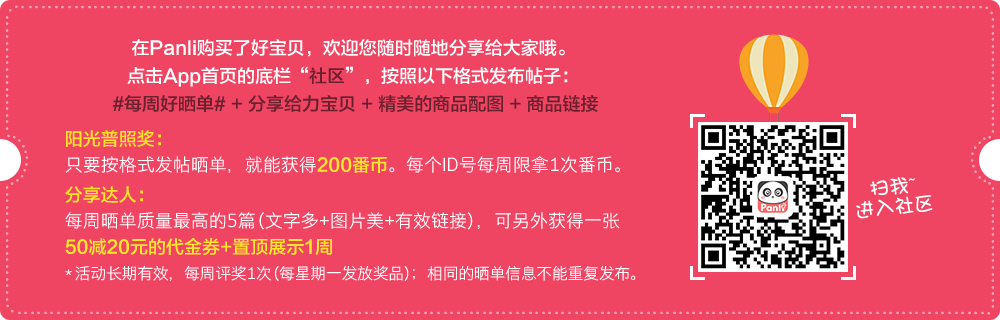 在Panli购买了好宝贝，欢迎您随时随地分享给大家哦。
点击App首页的底栏“社区”，按照以下格式发布帖子：
#每周好晒单# + 分享给力宝贝 + 精美的商品配图 + 商品链接
阳光普照奖：
只要按格式发帖晒单，就能获得200番币。每个ID号每周限拿1次番币。
分享达人：
每周晒单质量最高的5篇(文字多+图片美+有效链接)，可另外获得一张
50减20元的代金券+置顶展示1周
*活动长期有效，每周评奖1次(每星期一发放奖品)；相同的晒单信息不能重复发布。
Panli
扫我~
进入社区